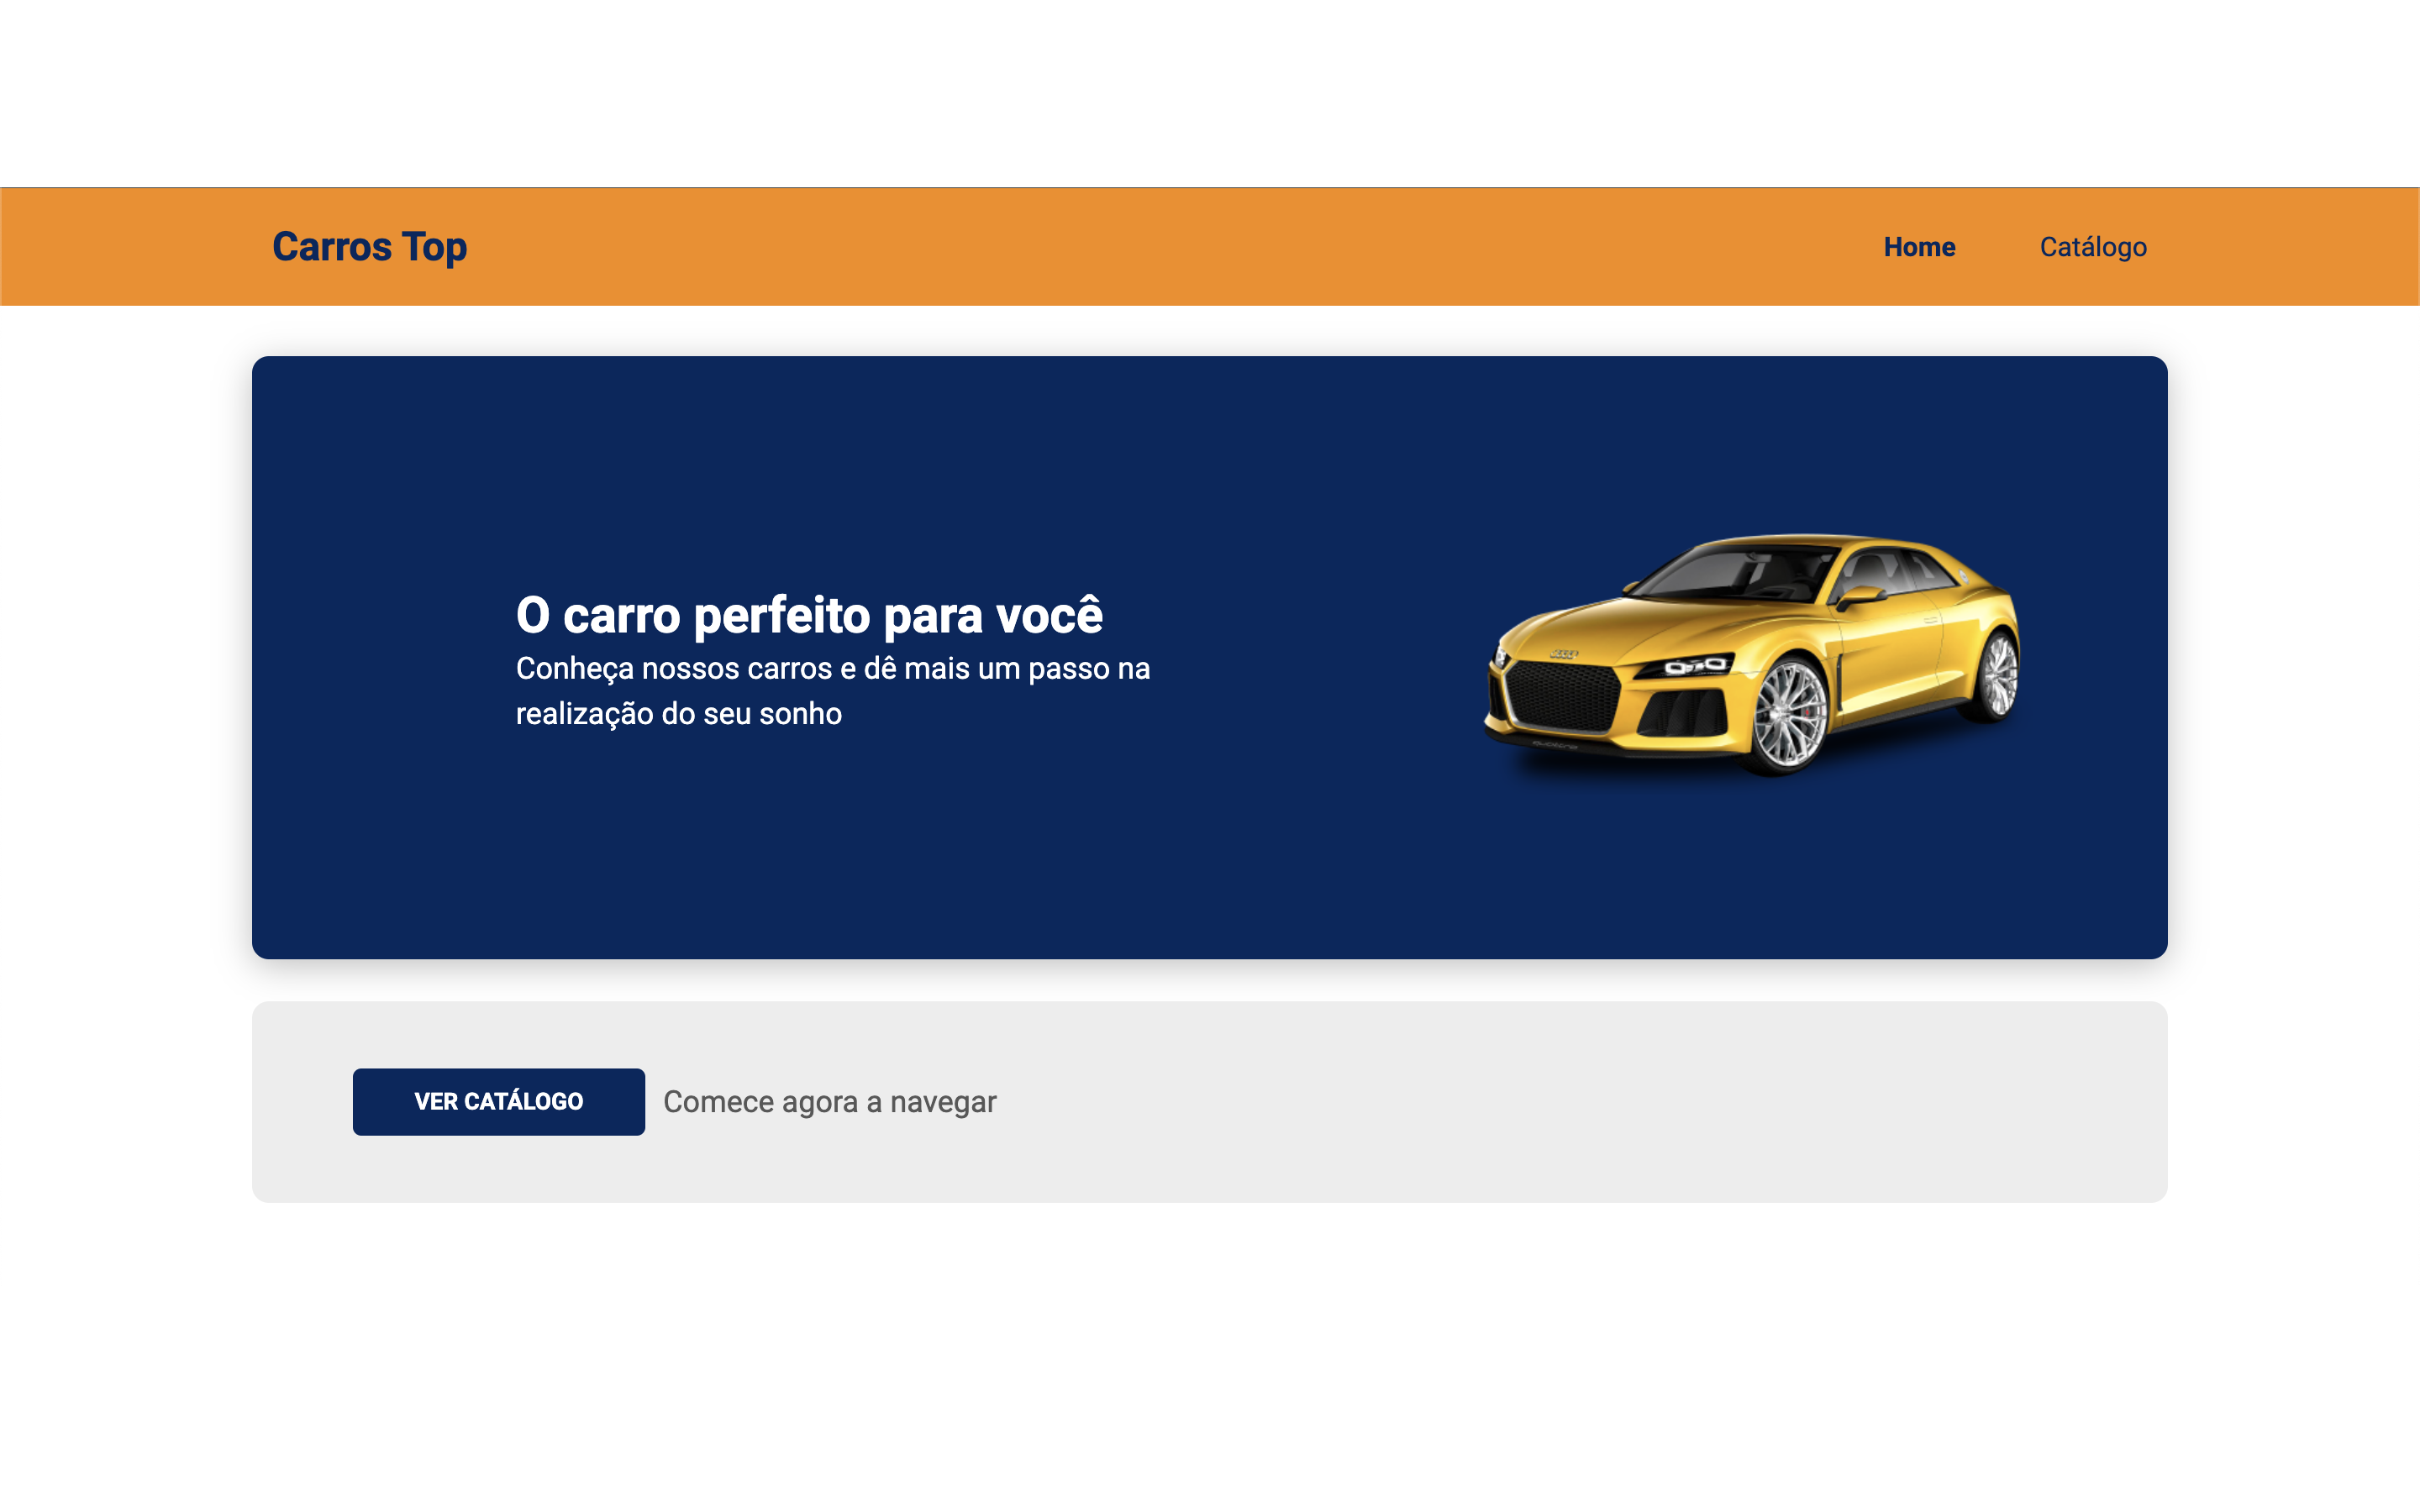 Carros Top
Home
Catálogo
O carro perfeito para você
Conheça nossos carros e dê mais um passo na
realização do seu sonho
quattro
VER CATÁLOGO
Comece agora a navegar